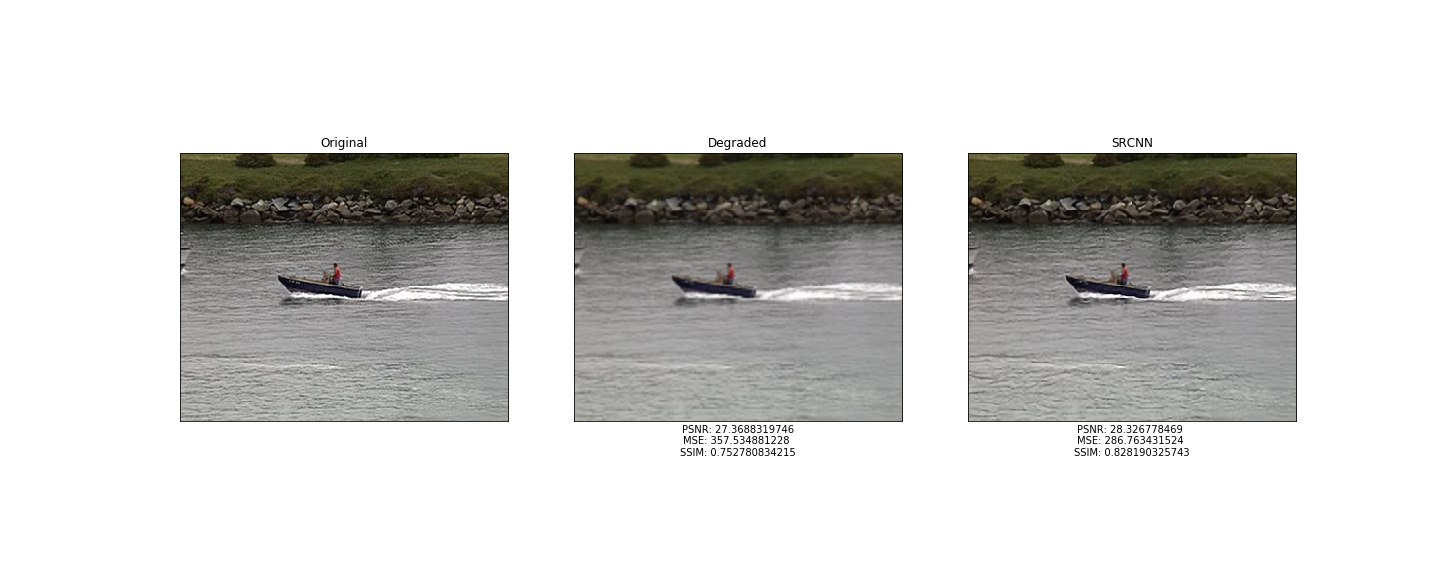 Original
Degraded
SRCNN
PSNR: 27.3688319746
MSE: 357.534881228
SSIM: 0.752780834215
PSNR: 28.326778469
MSE: 286.763431524
SSIM: 0.828190325743